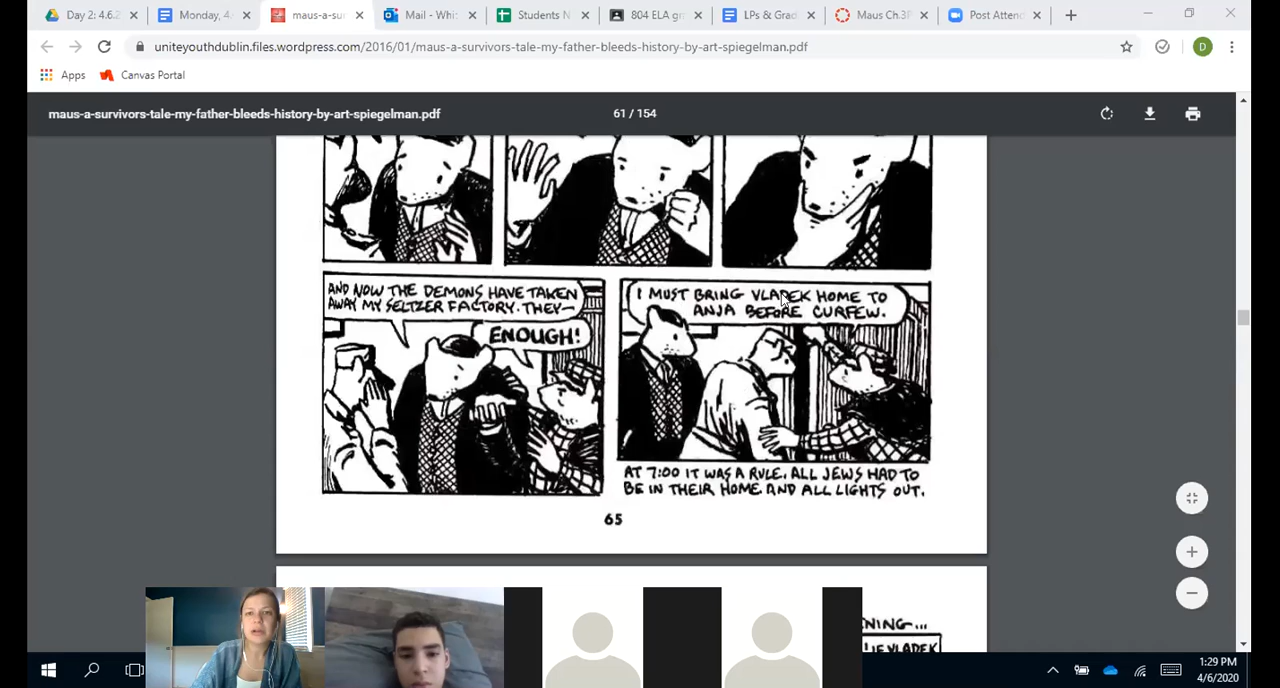 Day 2: 4.6.2
Monday, 4.
maus-a-sur
Mail - Whi
Students N
804 ELA gr
LPs & Grad
Maus Ch.3P
Post Attend
uniteyouthdublin.files.wordpress.com/2016/01/maus-a-survivors-tale-my-father-bleeds-history-by-art-spiegelman.pdf
D
Apps
Canvas Portal
maus-a-survivors-tale-my-father-bleeds-history-by-art-spiegelman.pdf
61 / 154
AND NOW THE DEMONS HAVE TAKEN
AWAY MY SELTZER FACTORY. THEY—
ENOUGH!
I MUST BRING VLADEK HOME TO
ANJA BEFORE CURFEW.
AT 7:00 IT WAS A RULE. ALL JEWS HAD TO
BE IN THEIR HOME AND ALL LIGHTS OUT.
65
NING...
VLADEK
1:29 PM
4/6/2020